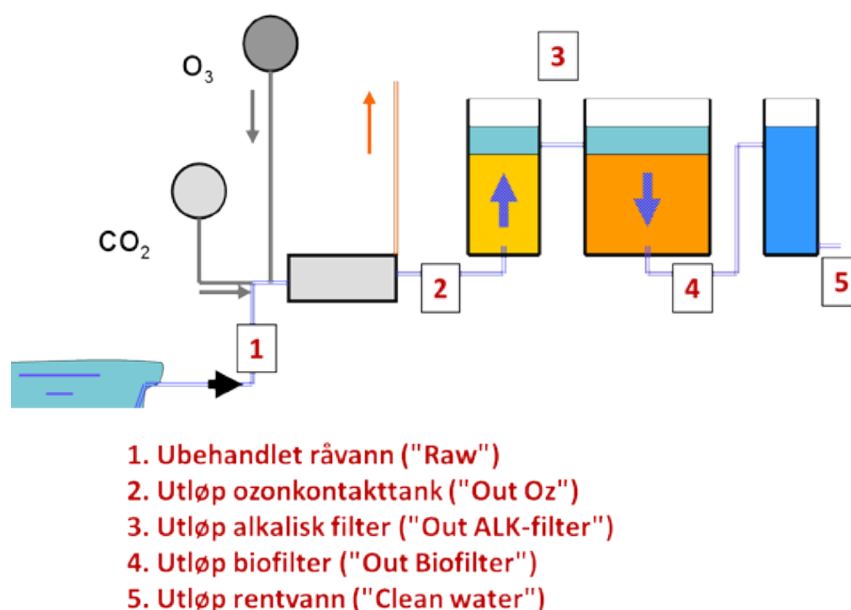 O3
3
CO2
2
4
5
1
1. Ubehandlet råvann ("Raw")
2. Utløp ozonkontakttank ("Out Oz")
3. Utløp alkalisk filter ("Out ALK-filter")
4. Utløp biofilter ("Out Biofilter")
5. Utløp rentvann ("Clean water")